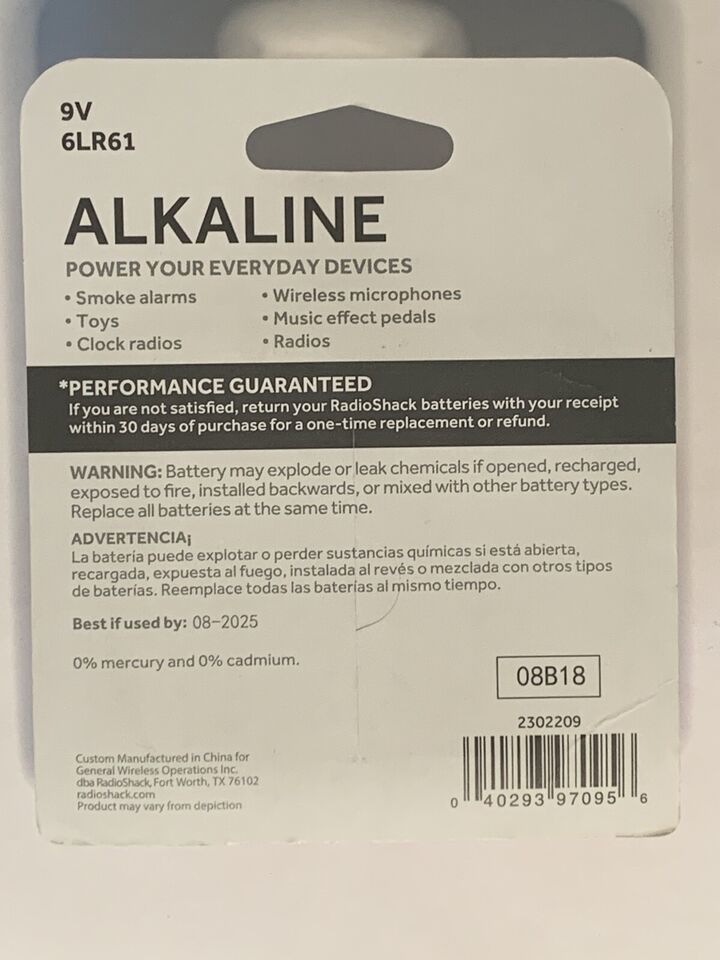 9V
6LR61
ALKALINE
POWER YOUR EVERYDAY DEVICES
• Smoke alarms
• Toys
• Clock radios
• Wireless microphones
• Music effect pedals
• Radios
*PERFORMANCE GUARANTEED
If you are not satisfied, return your RadioShack batteries with your receipt
within 30 days of purchase for a one-time replacement or refund.
WARNING: Battery may explode or leak chemicals if opened, recharged,
exposed to fire, installed backwards, or mixed with other battery types.
Replace all batteries at the same time.
ADVERTENCIA¡
La batería puede explotar o perder sustancias químicas si está abierta,
recargada, expuesta al fuego, instalada al revés o mezclada con otros tipos
de baterías. Reemplace todas las baterías al mismo tiempo.
Best if used by: 08-2025
0% mercury and 0% cadmium.
08B18
2302209
Custom Manufactured in China for
General Wireless Operations Inc.
dba RadioShack, Fort Worth, TX 76102
radioshack.com
Product may vary from depiction
0 40293 97095 6